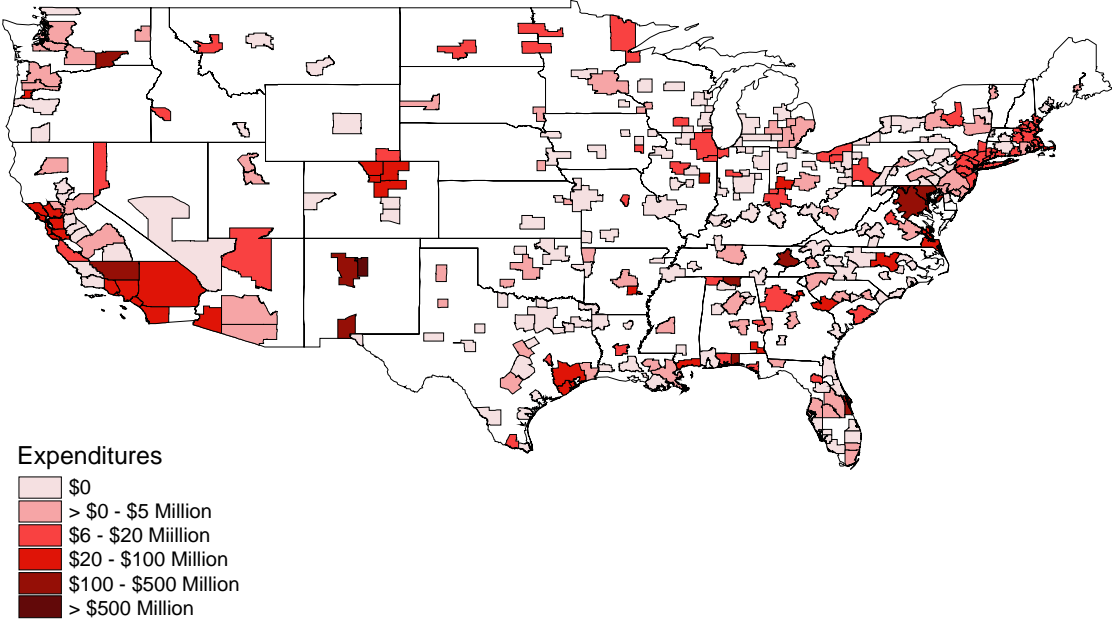 Expenditures
$0
> $0 - $5 Million
$6 - $20 Miillion
$20 - $100 Million
$100 - $500 Million
> $500 Million